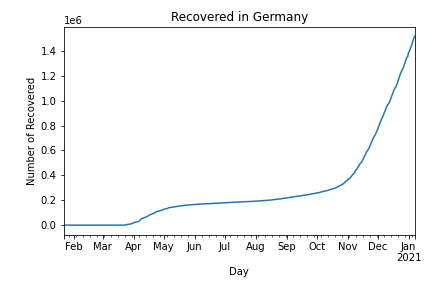 Recovered in Germany
1e6
Number of Recovered
1.4
1.2
1.0
0.8
0.6
0.4
0.2
0.0
Feb Mar Apr May Jun Jul Aug Sep Oct Nov Dec Jan
2021
Day